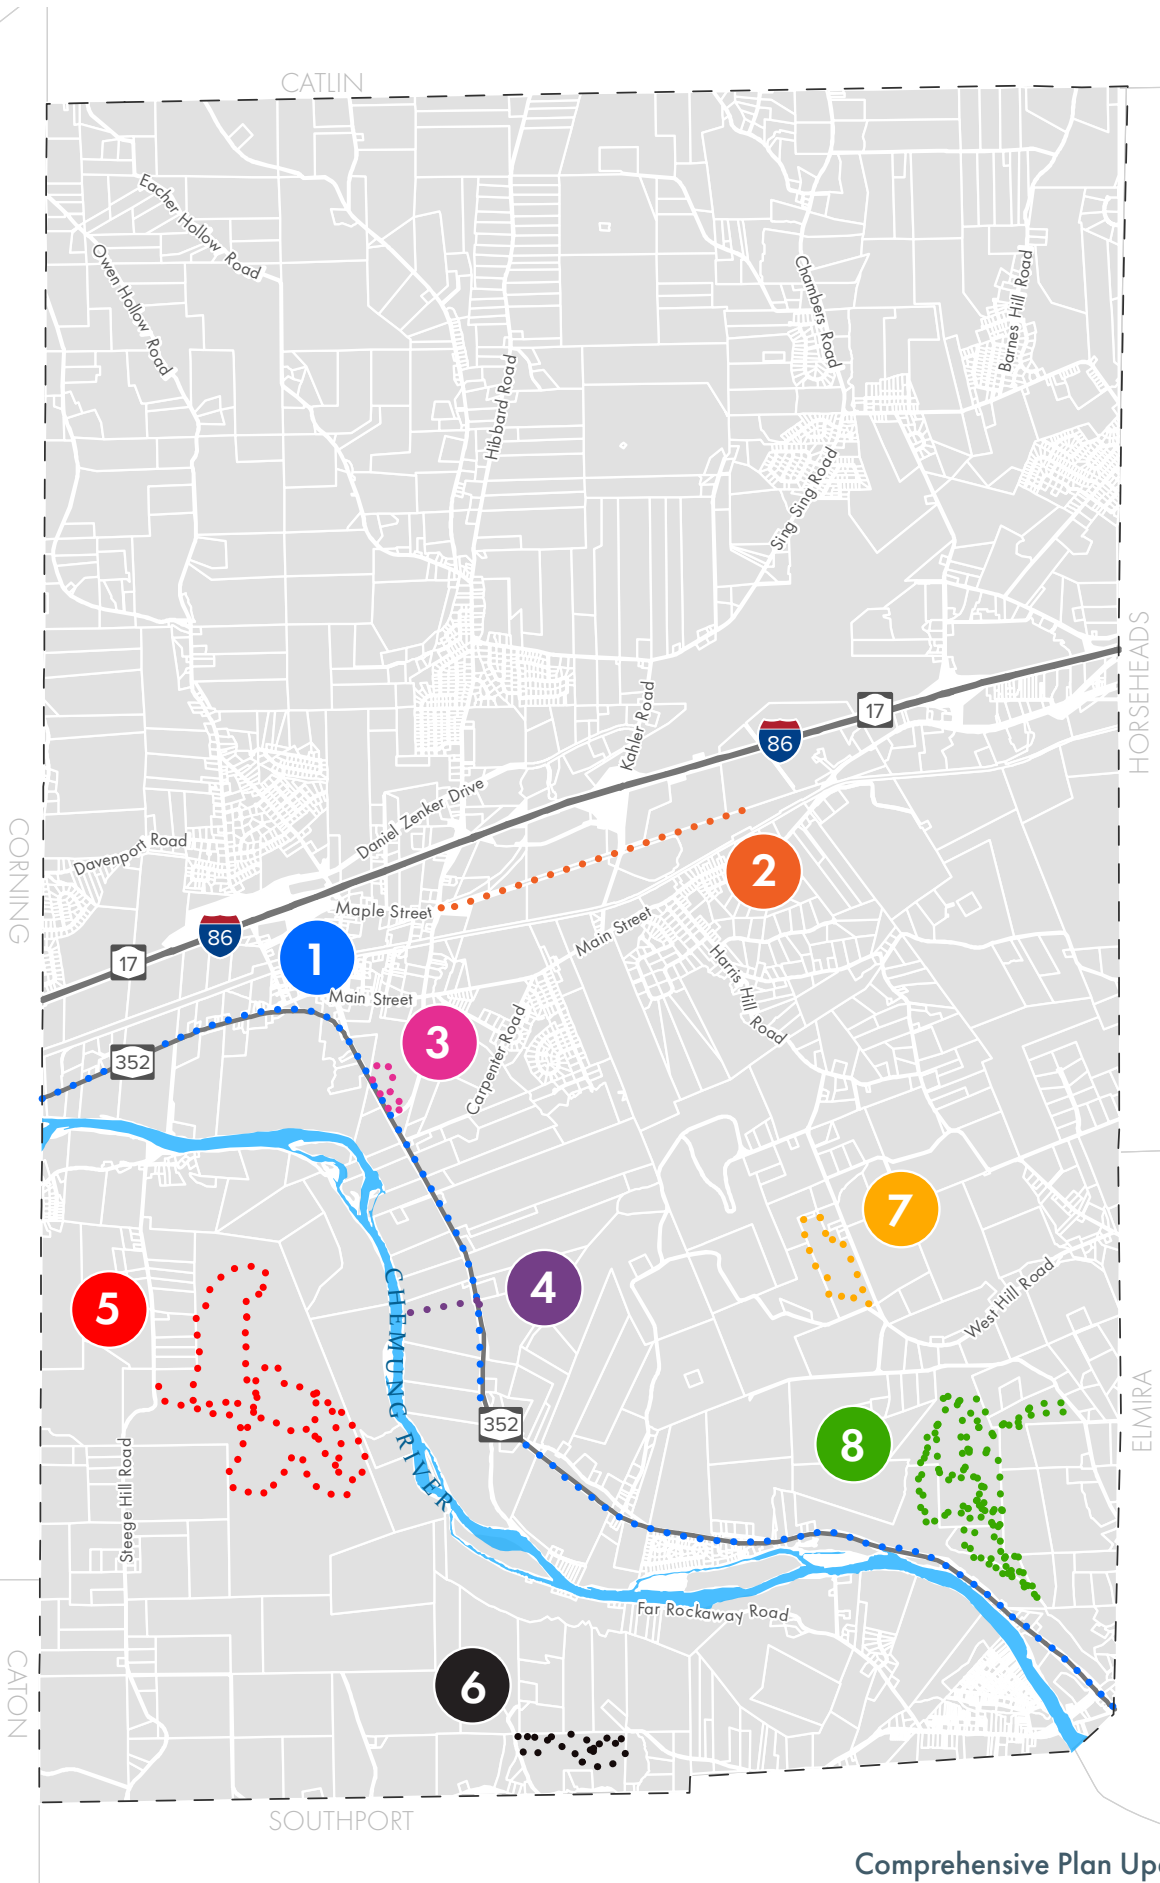 CATLIN
Eacher Hollow Road
Owen Hollow Road
Chambers Road
Barnes Hill Road
Hibbard Road
Sing Sing Road
HORSEHEADS
Kahler Road
17
86
Daniel Zenker Drive
CORNING
Davenport Road
2
Maple Street
Main Street
86
17
1
Harris Hill Road
Main Street
3
Carpenter Road
352
7
4
5
CHEMUNG RIVER
West Hill Road
ELMIRA
352
8
Steege Hill Road
Far Rockaway Road
CATON
6
SOUTHPORT
Comprehensive Plan